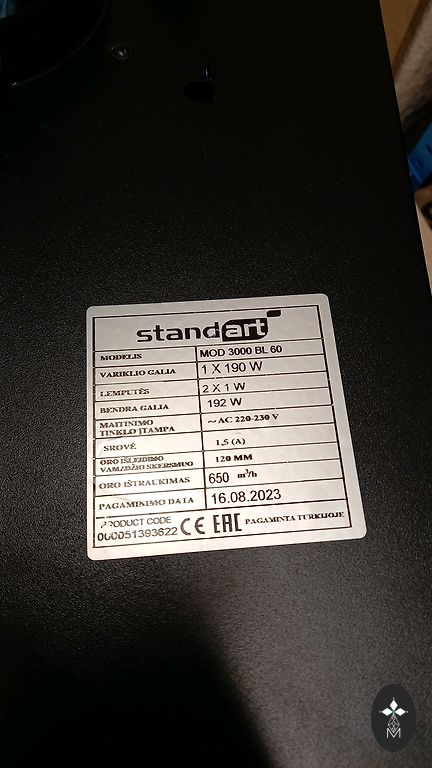 standart
MODELIS MOD 3000 BL 60
VARIKLIO GALIA 1 X 190 W
LEMPUTĖS 2 X 1 W
BENDRA GALIA 192 W
MAITINIMO
TINKLO ĮTAMPA ~ AC 220-230 V
SROVĖ 1,5 (A)
ORO IŠLEIDIMO
VAMZDŽIO SKERSMUO 120 MM
ORO IŠTRAUKIMAS 650 m³/h
PAGAMINIMO DATA 16.08.2023
PRODUCT CODE
000051393622 CE EAC PAGAMINTA TURKIJOJE
M